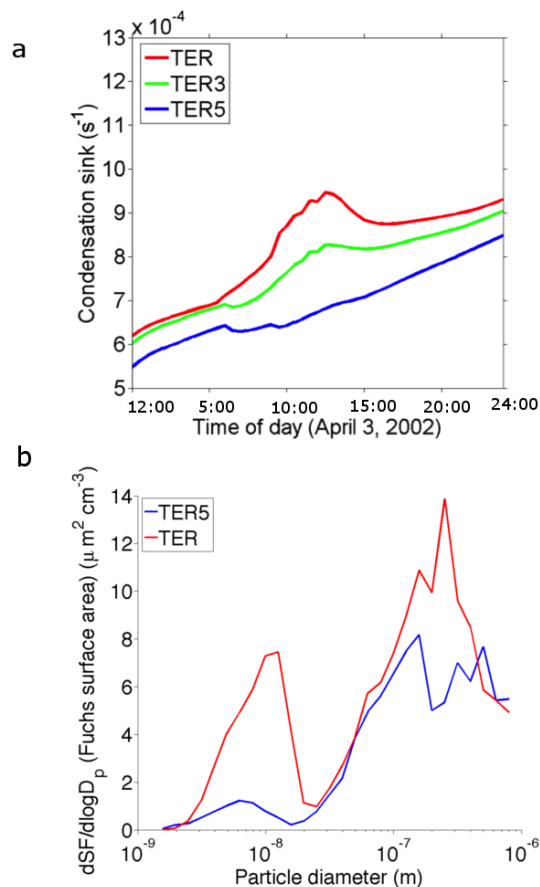 a
x 10⁻⁴
13
12
11
10
9
8
7
6
5
Condensation sink (s⁻¹)
TER
TER3
TER5
12:00 5:00 10:00 15:00 20:00 24:00
Time of day (April 3, 2002)
b
14
12
10
8
6
4
2
0
dSF/dlogDₚ (Fuchs surface area) (μm² cm⁻³)
TER5
TER
10⁻⁹ 10⁻⁸ 10⁻⁷ 10⁻⁶
Particle diameter (m)